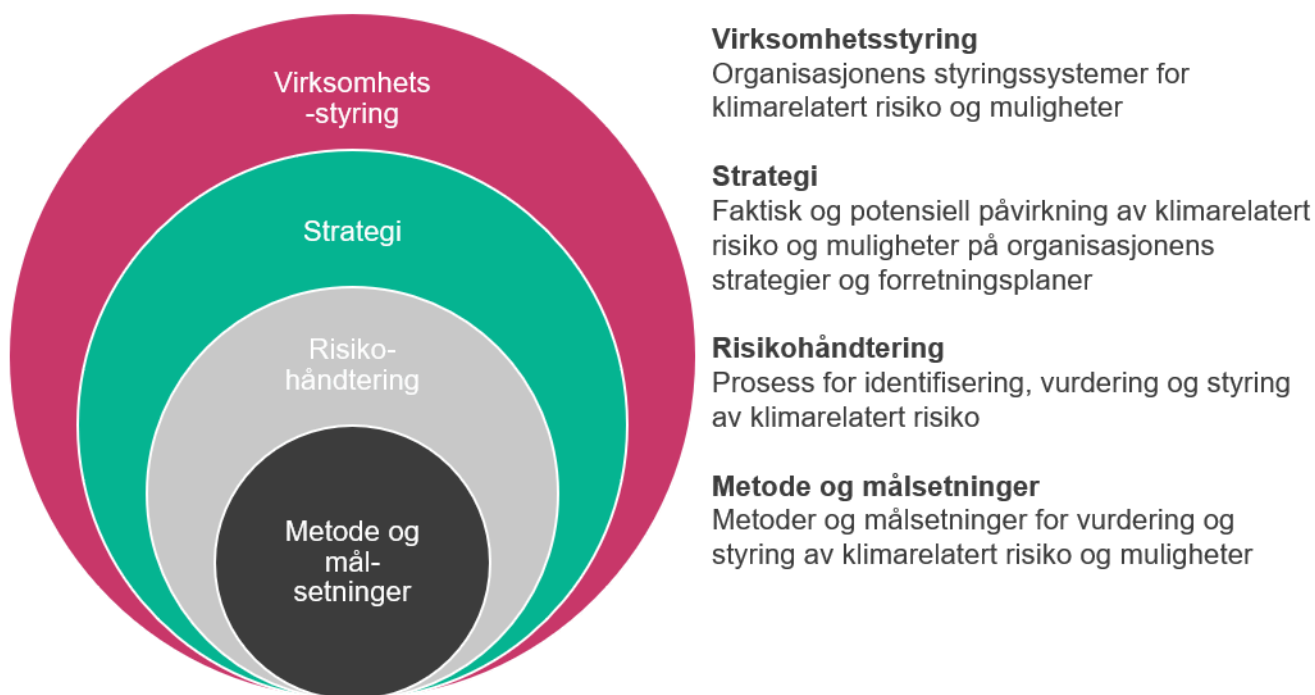 Virksomhets
-styring
Strategi
Risiko-
håndtering
Metode og
mål-
setninger
Virksomhetsstyring
Organisasjonens styringssystemer for
klimarelatert risiko og muligheter
Strategi
Faktisk og potensiell påvirkning av klimarelatert
risiko og muligheter på organisasjonens
strategier og forretningsplaner
Risikohåndtering
Prosess for identifisering, vurdering og styring
av klimarelatert risiko
Metode og målsetninger
Metoder og målsetninger for vurdering og
styring av klimarelatert risiko og muligheter